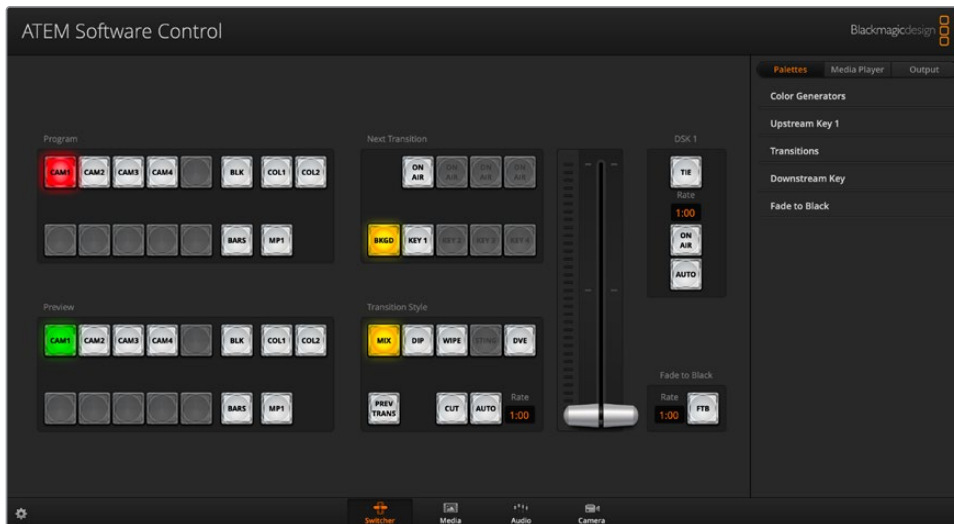 ATEM Software Control
Blackmagicdesign
Palettes Media Player Output
Color Generators
Upstream Key 1
Transitions
Downstream Key
Fade to Black
Program
CAM1 CAM2 CAM3 CAM4 BLK COL1 COL2
BARS MP1
Next Transition
ON AIR ON AIR ON AIR ON AIR
BKGD KEY 1 KEY 2 KEY 3 KEY 4
DSK 1
TIE
Rate
1:00
ON AIR
AUTO
Preview
CAM1 CAM2 CAM3 CAM4 BLK COL1 COL2
BARS MP1
Transition Style
MIX DIP WIPE STING DVE
PREV TRANS CUT AUTO Rate 1:00
Fade to Black
Rate
1:00 FTB
Switcher Media Audio Camera